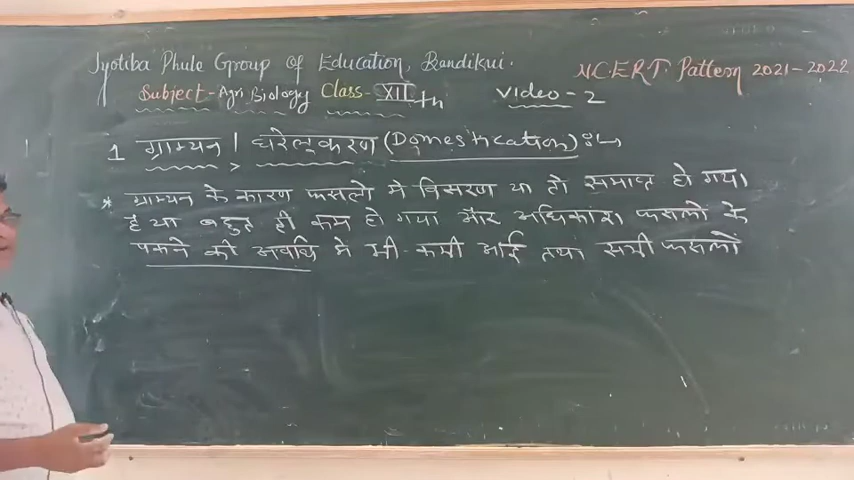 Jyotiba Phule Group of Education, Bandikui.
N.C.E.R.T. Pattern 2021-2022
Subject - Agri. Biology Class - XII th Video - 2
1 ग्राम्यन / घरेलूकरण (Domestication) :-
* ग्राम्यन के कारण फसलो मे विसरण या तो समाप्त हो गया
है या बहुत ही कम हो गया और अधिकांश फसलो के
पकने की अवधि मे भी कमी आई तथा सभी फसलों